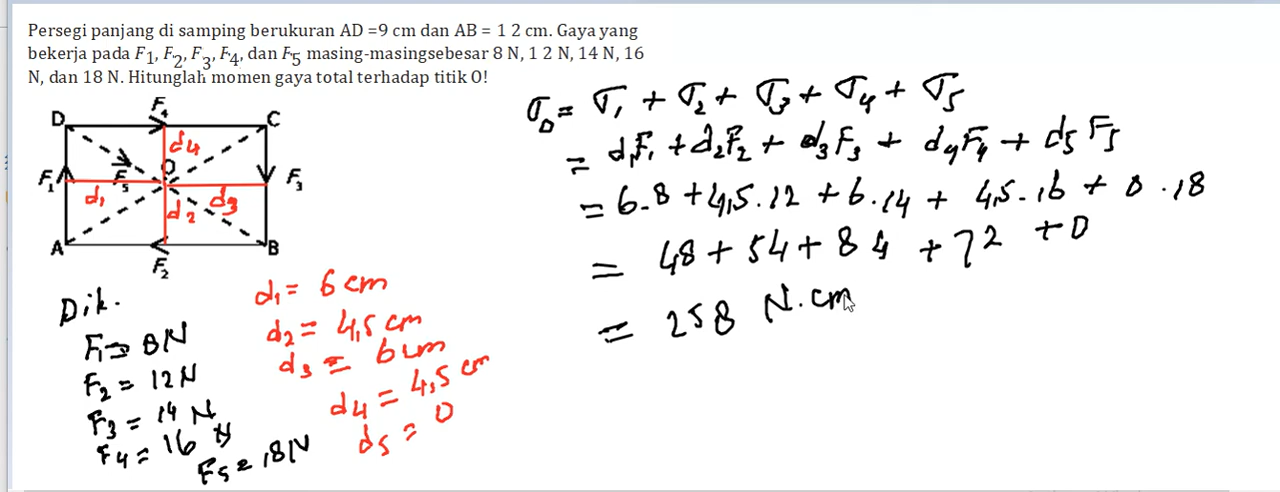 Persegi panjang di samping berukuran AD =9 cm dan AB = 1 2 cm. Gaya yang
bekerja pada F1, F2, F3, F4, dan F5 masing-masingsebesar 8 N, 1 2 N, 14 N, 16
N, dan 18 N. Hitunglah momen gaya total terhadap titik O!
D F4 C
d4
O
F1 F5 F3
d1 d2 d3
A B
F2
Dik.
F1 = 8N
F2 = 12N
F3 = 14 N
F4 = 16 N
F5 = 18N
d1 = 6 cm
d2 = 4,5 cm
d3 = 6 cm
d4 = 4,5 cm
d5 = 0
τ0 = τ1 + τ2 + τ3 + τ4 + τ5
= d1F1 + d2F2 + d3F3 + d4F4 + d5F5
= 6.8 + 4,5.12 + 6.14 + 4,5.16 + 0.18
= 48 + 54 + 84 + 72 + 0
= 258 N.cm